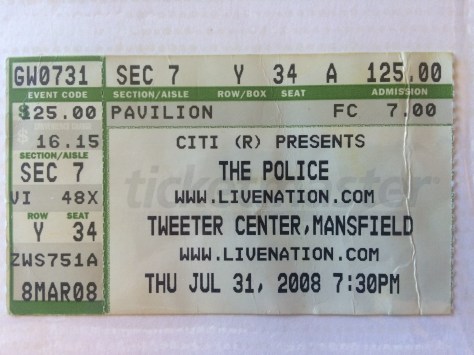 GW0731
EVENT CODE
$125.00
16.15
SECTION/AISLE
SEC 7
VI 48X
ROW SEAT
Y 34
ZWS751A
8MAR08
SEC 7 Y 34 A 125.00
SECTION/AISLE ROW/BOX SEAT ADMISSION
PAVILION FC 7.00
CITI (R) PRESENTS
THE POLICE
ticketmaster
WWW.LIVENATION.COM
TWEETER CENTER,MANSFIELD
WWW.LIVENATION.COM
THU JUL 31, 2008 7:30PM